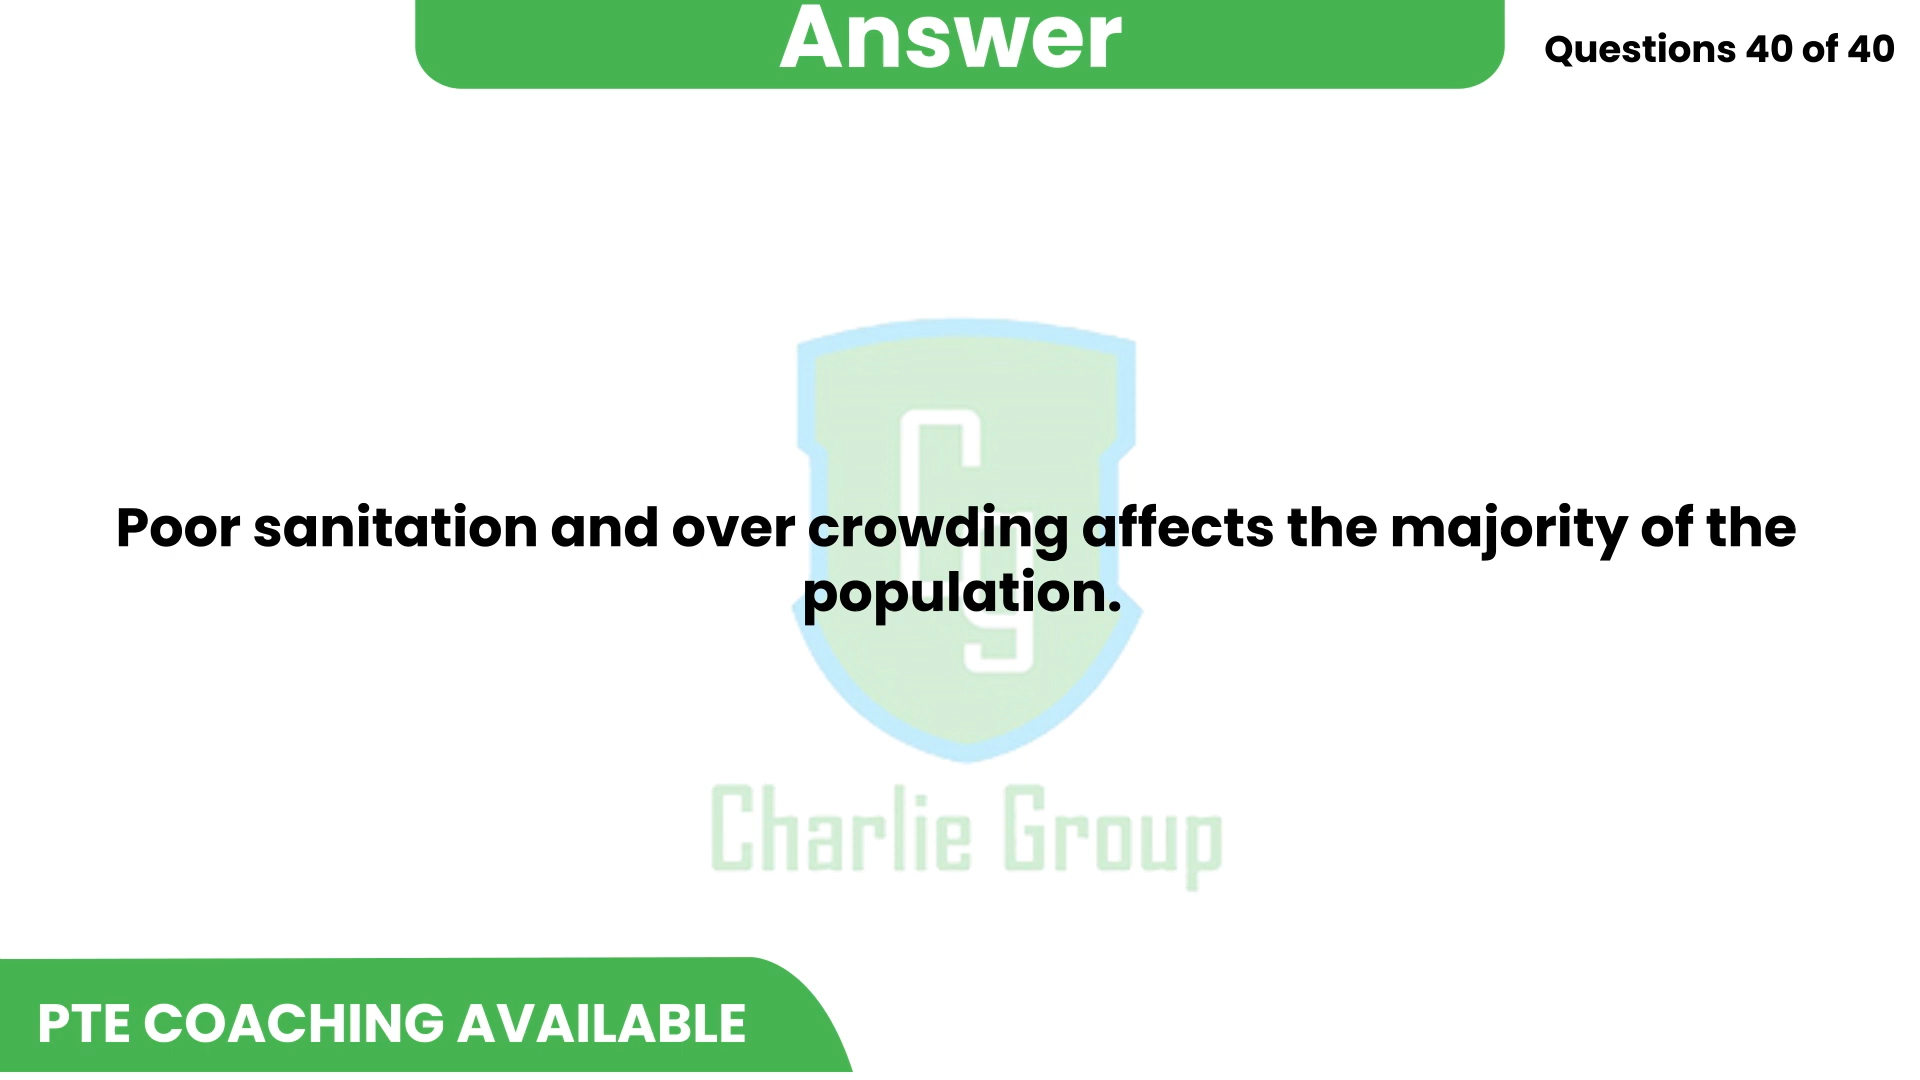 Answer
Questions 40 of 40
Poor sanitation and over crowding affects the majority of the
population.
Cg
Charlie Group
PTE COACHING AVAILABLE